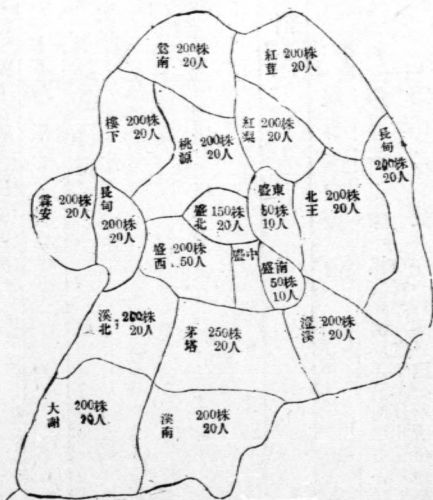 鶯南 200株 20人
紅荳 200株 20人
樓下 200株 20人
桃源 200株 20人
紅梨 200株 20人
長甸 200株 20人
霖安 200株 20人
長甸 200株 20人
盛北 150株 20人
盛東 80株 10人
北王 200株 20人
盛西 200株 50人
盛中
盛南 50株 10人
溪北 200株 20人
茅塔 250株 20人
澄溪 200株 20人
大謝 200株 20人
溪南 200株 20人